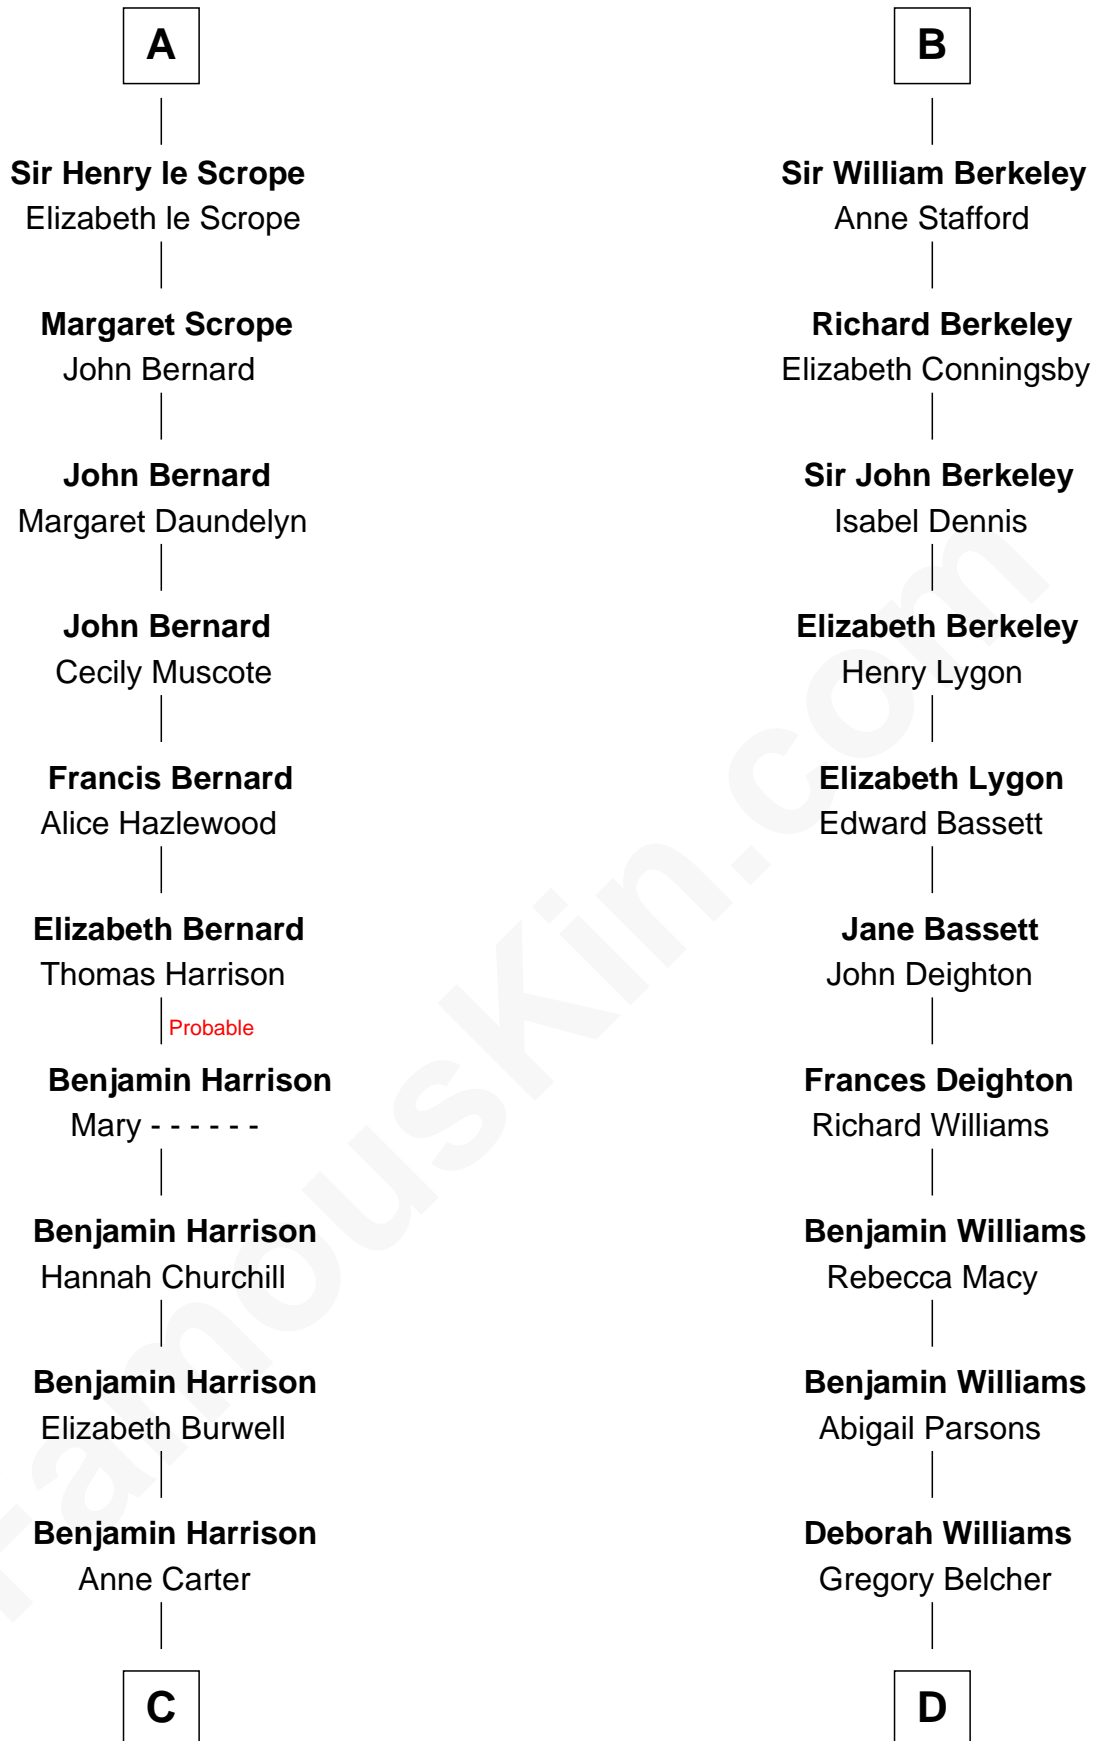 A
Sir Henry le Scrope
Elizabeth le Scrope
Margaret Scrope
John Bernard
John Bernard
Margaret Daundelyn
John Bernard
Cecily Muscote
Francis Bernard
Alice Hazlewood
Elizabeth Bernard
Thomas Harrison
Probable
Benjamin Harrison
Mary - - - - - -
Benjamin Harrison
Hannah Churchill
Benjamin Harrison
Elizabeth Burwell
Benjamin Harrison
Anne Carter
C
B
Sir William Berkeley
Anne Stafford
Richard Berkeley
Elizabeth Conningsby
Sir John Berkeley
Isabel Dennis
Elizabeth Berkeley
Henry Lygon
Elizabeth Lygon
Edward Bassett
Jane Bassett
John Deighton
Frances Deighton
Richard Williams
Benjamin Williams
Rebecca Macy
Benjamin Williams
Abigail Parsons
Deborah Williams
Gregory Belcher
D
FamousKin.com